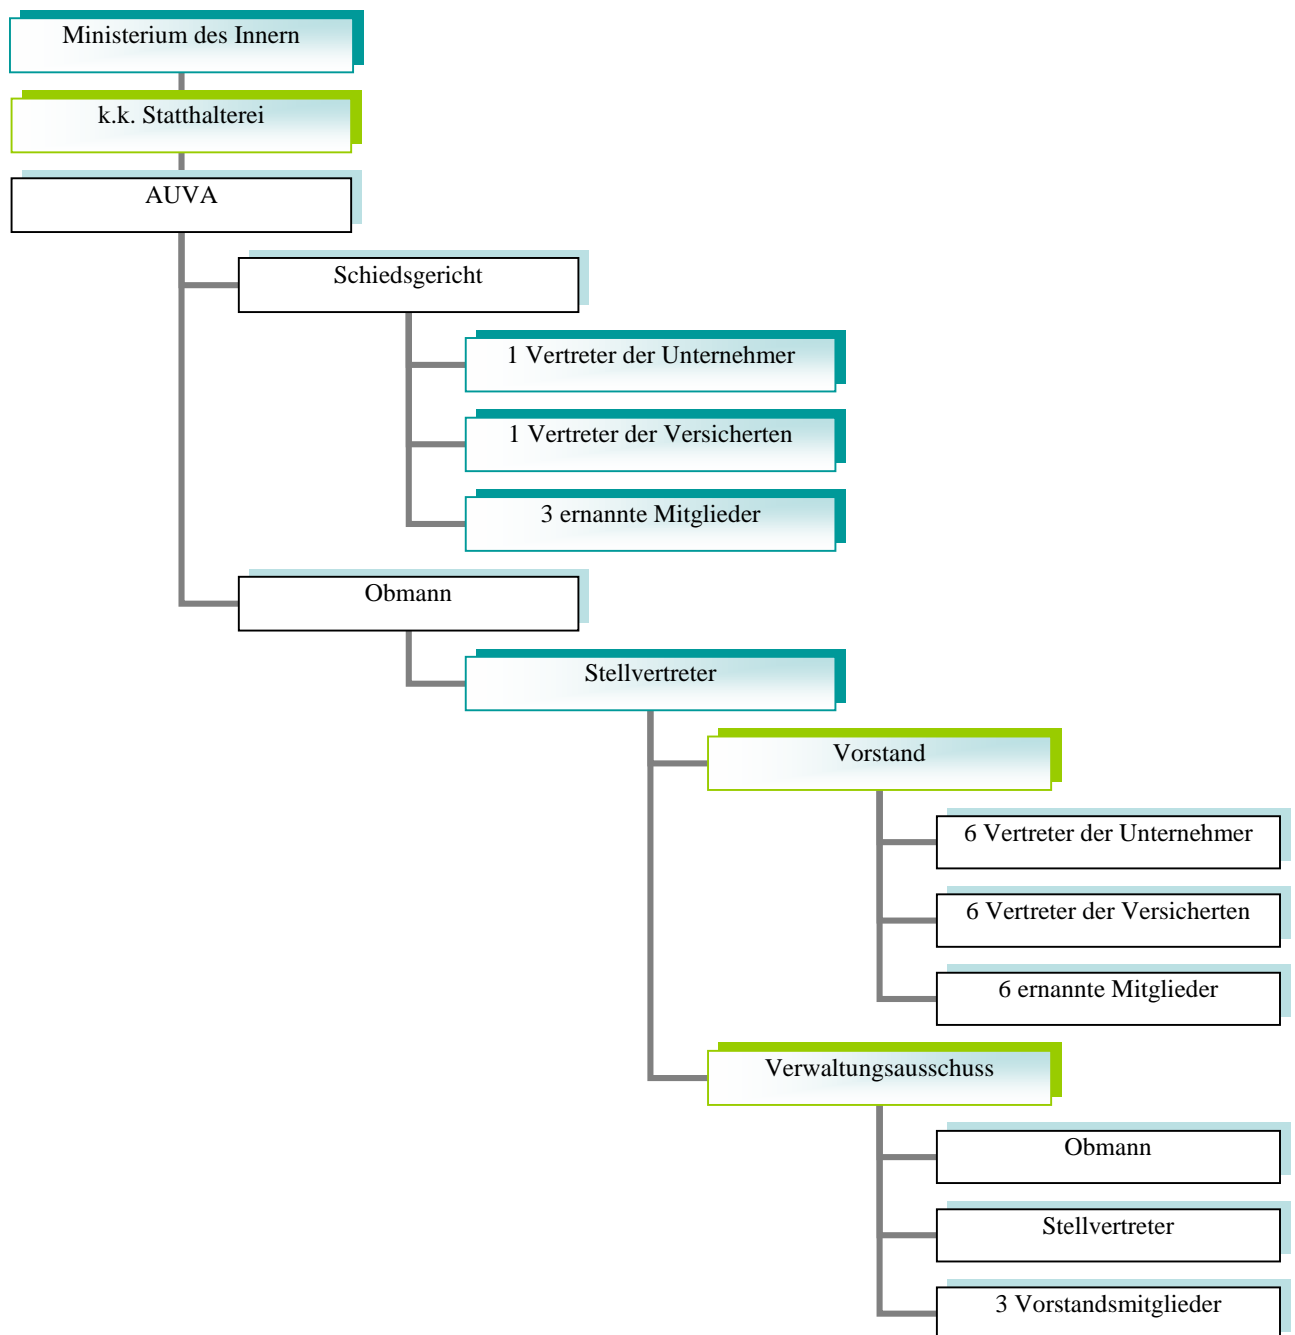 Ministerium des Innern
k.k. Statthalterei
AUVA
Schiedsgericht
1 Vertreter der Unternehmer
1 Vertreter der Versicherten
3 ernannte Mitglieder
Obmann
Stellvertreter
Vorstand
6 Vertreter der Unternehmer
6 Vertreter der Versicherten
6 ernannte Mitglieder
Verwaltungsausschuss
Obmann
Stellvertreter
3 Vorstandsmitglieder